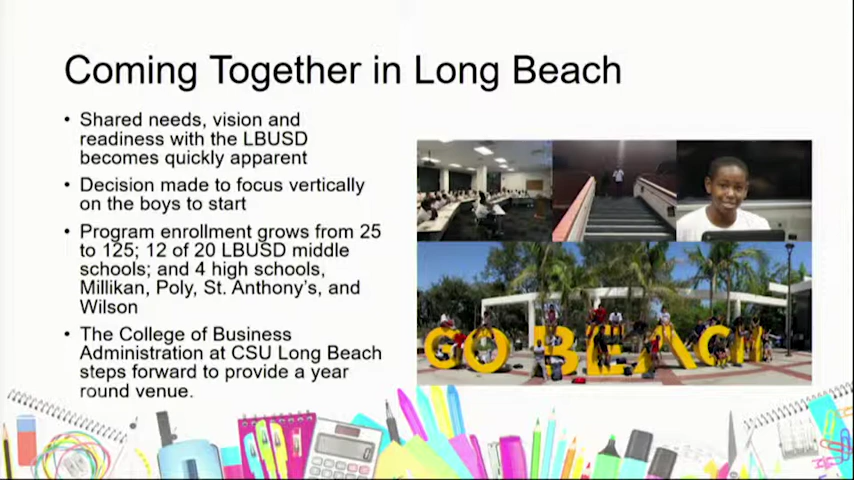 Coming Together in Long Beach
• Shared needs, vision and
readiness with the LBUSD
becomes quickly apparent
• Decision made to focus vertically
on the boys to start
• Program enrollment grows from 25
to 125; 12 of 20 LBUSD middle
schools; and 4 high schools,
Millikan, Poly, St. Anthony's, and
Wilson
• The College of Business
Administration at CSU Long Beach
steps forward to provide a year
round venue.
GO BEACH